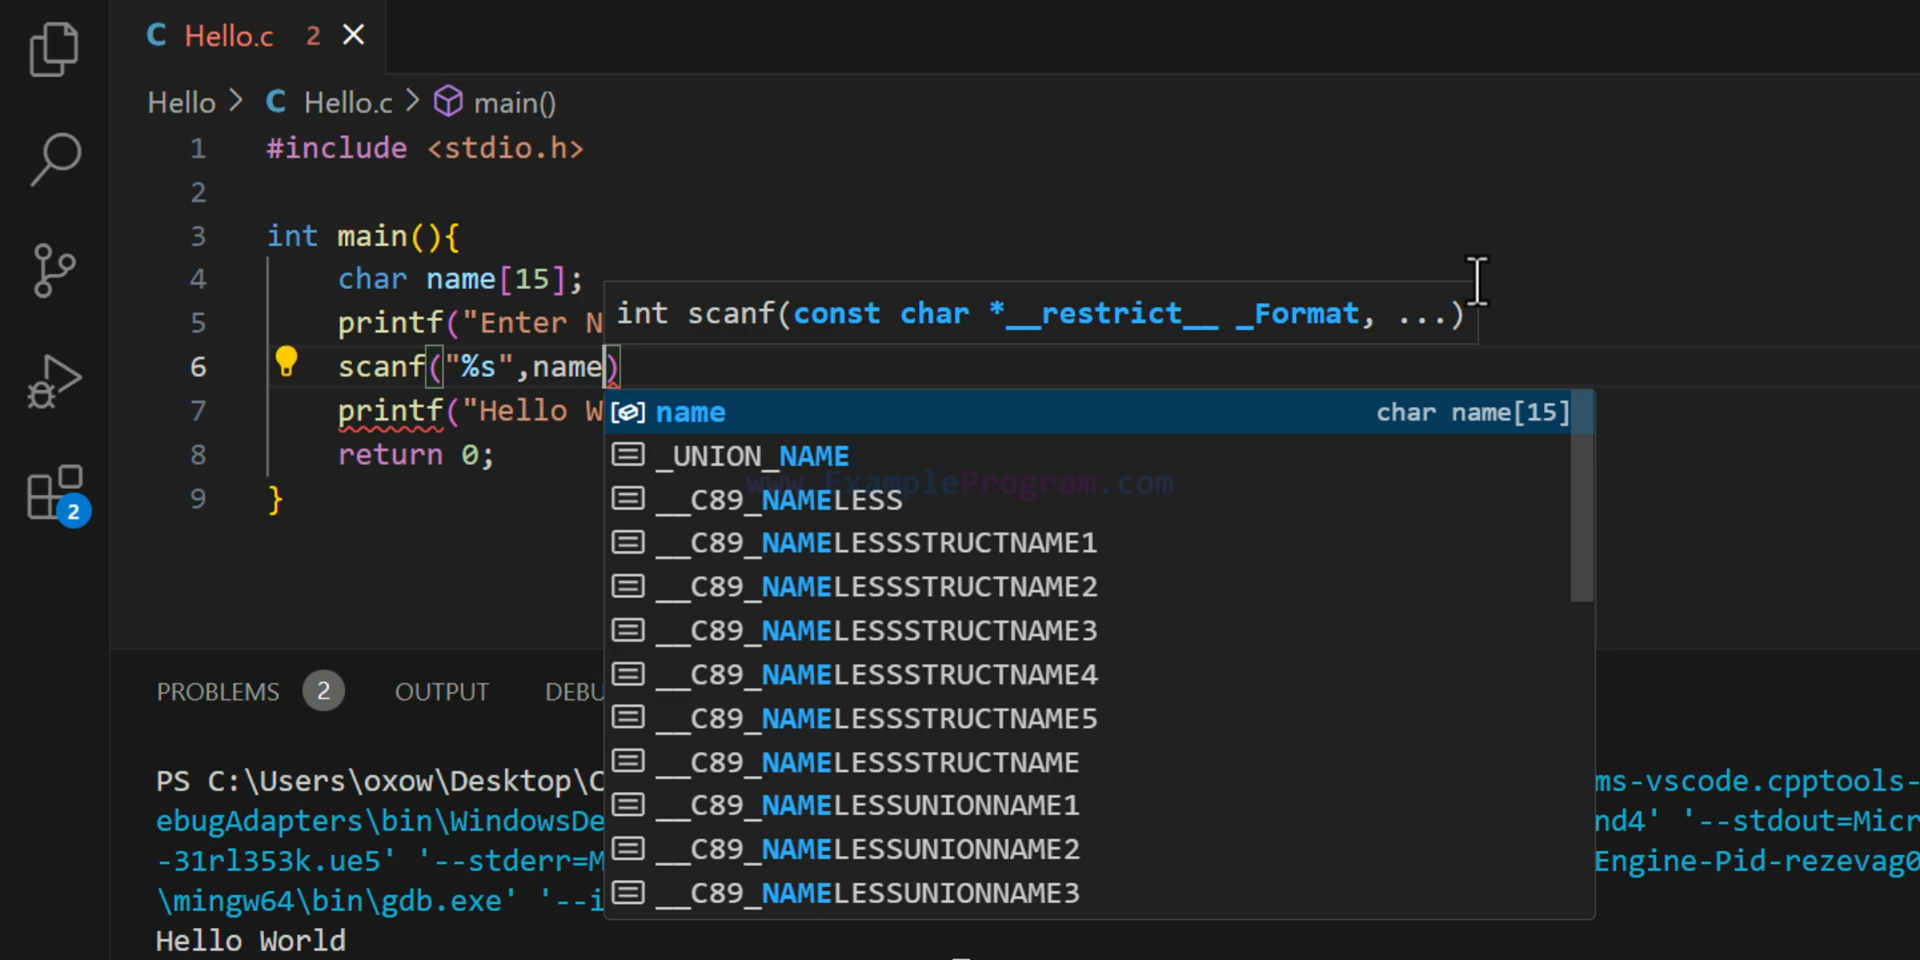 Hello.c 2
Hello > Hello.c > main()
1 #include <stdio.h>
2
3 int main(){
4 char name[15];
int scanf(const char *__restrict__ _Format, ...)
5 printf("Enter N
6 scanf("%s",name)
7 printf("Hello W
8 return 0;
9 }
name char name[15]
_UNION_NAME
www.ExampleProgram.com
__C89_NAMELESS
__C89_NAMELESSSTRUCTNAME1
__C89_NAMELESSSTRUCTNAME2
__C89_NAMELESSSTRUCTNAME3
__C89_NAMELESSSTRUCTNAME4
__C89_NAMELESSSTRUCTNAME5
__C89_NAMELESSSTRUCTNAME
__C89_NAMELESSUNIONNAME1
__C89_NAMELESSUNIONNAME2
__C89_NAMELESSUNIONNAME3
2
PROBLEMS 2 OUTPUT DEBU
PS C:\Users\oxow\Desktop\C ms-vscode.cpptools-
ebugAdapters\bin\WindowsDe nd4' '--stdout=Micr
-31rl353k.ue5' '--stderr=M Engine-Pid-rezevag0
\mingw64\bin\gdb.exe' '--i
Hello World